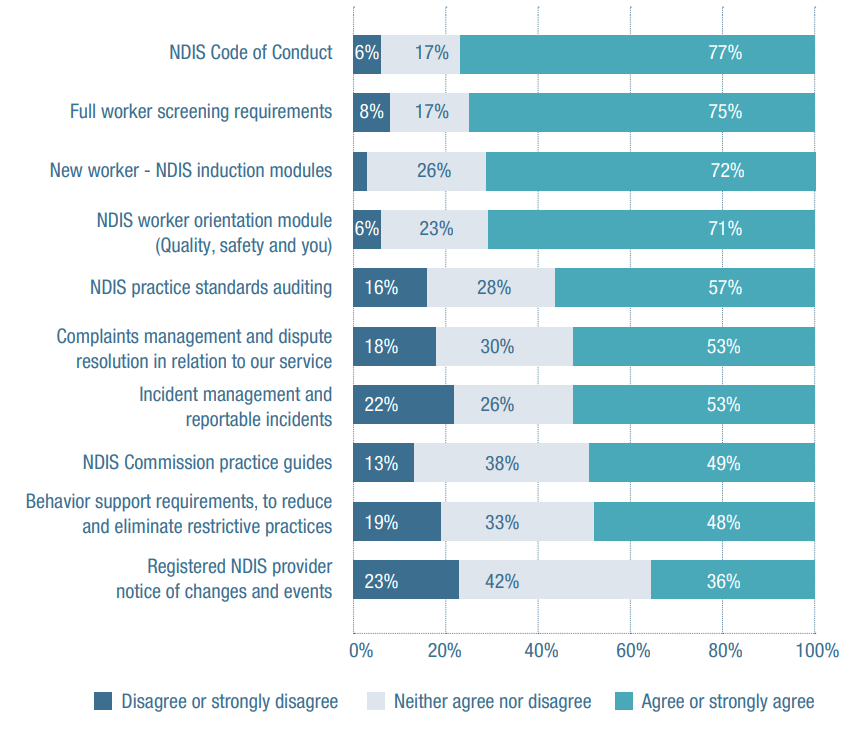 NDIS Code of Conduct 6% 17% 77%
Full worker screening requirements 8% 17% 75%
New worker - NDIS induction modules 26% 72%
NDIS worker orientation module
(Quality, safety and you) 6% 23% 71%
NDIS practice standards auditing 16% 28% 57%
Complaints management and dispute
resolution in relation to our service 18% 30% 53%
Incident management and
reportable incidents 22% 26% 53%
NDIS Commission practice guides 13% 38% 49%
Behavior support requirements, to reduce
and eliminate restrictive practices 19% 33% 48%
Registered NDIS provider
notice of changes and events 23% 42% 36%
0% 20% 40% 60% 80% 100%
Disagree or strongly disagree Neither agree nor disagree Agree or strongly agree